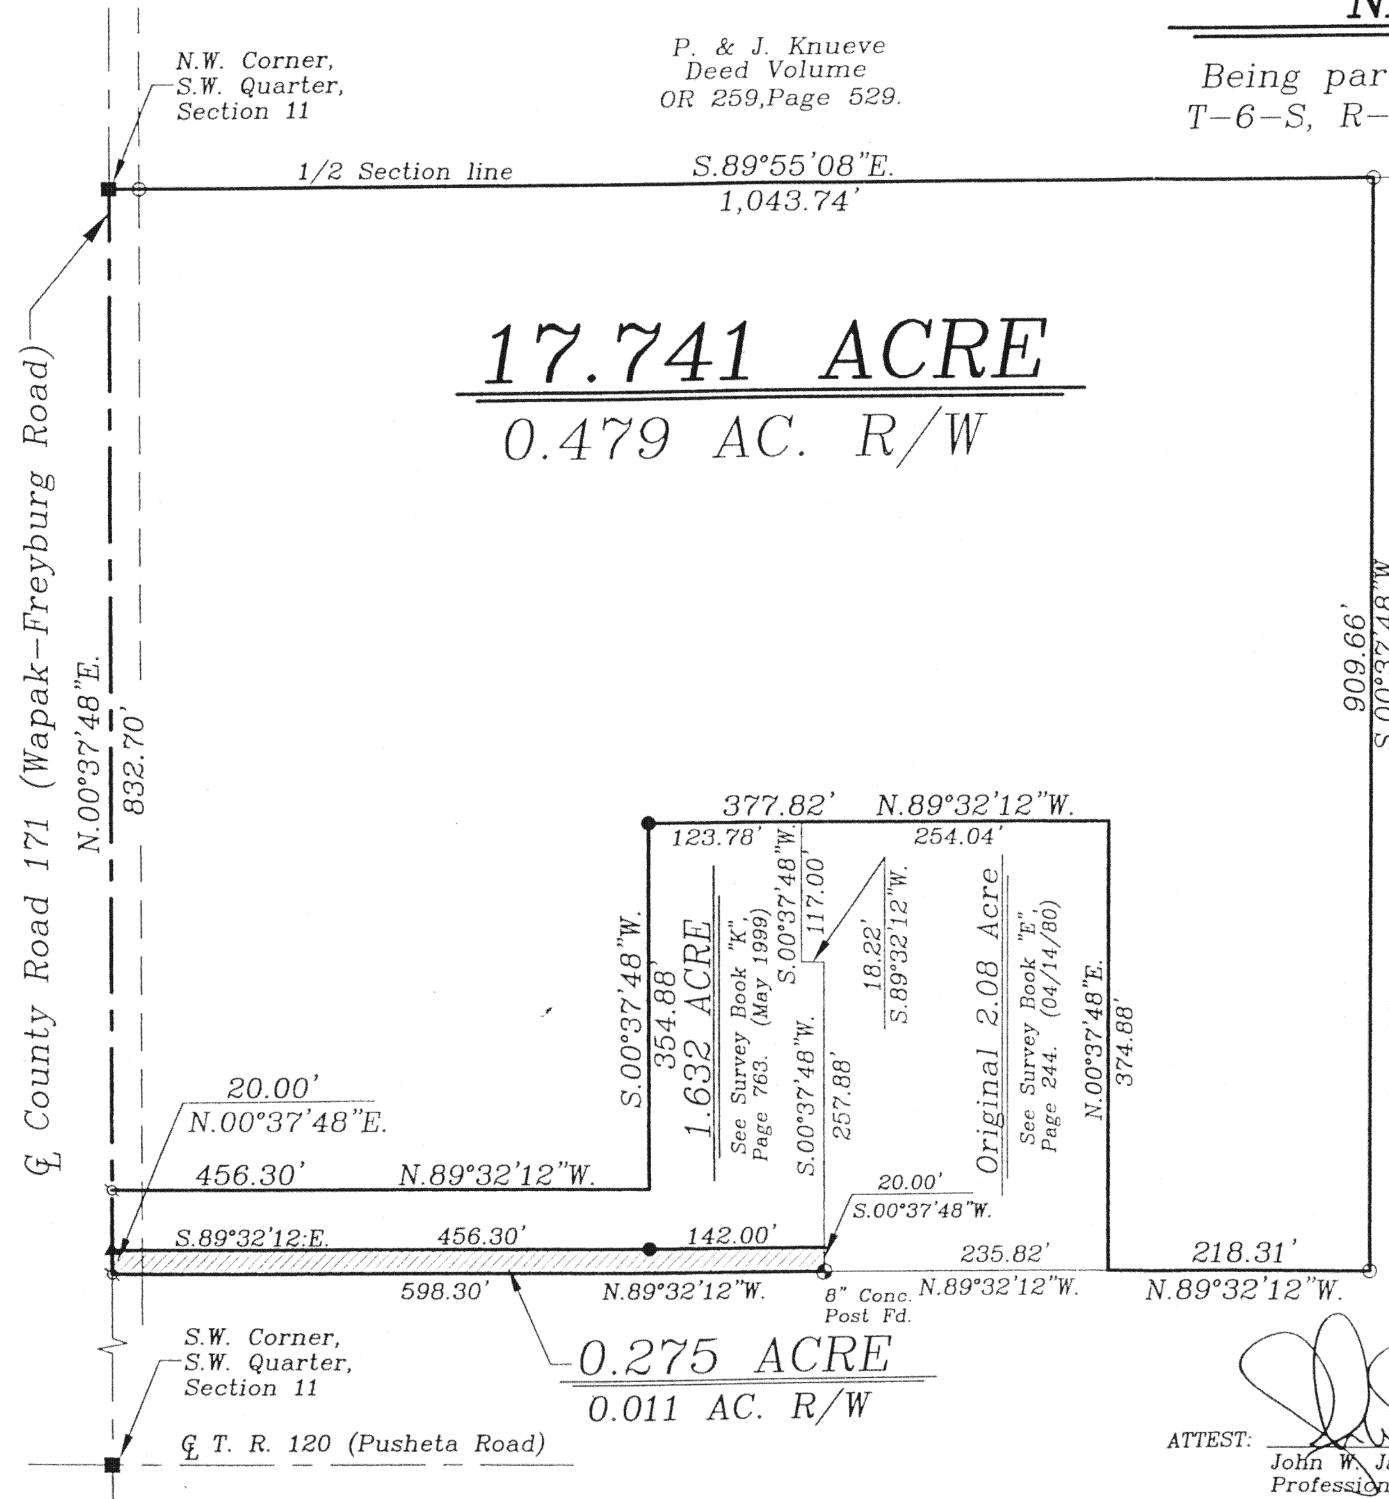 N.W. Corner,
S.W. Quarter,
Section 11
P. & J. Knueve
Deed Volume
OR 259,Page 529.
Being par
T-6-S, R-
1/2 Section line
S.89°55'08"E.
1,043.74'
17.741 ACRE
0.479 AC. R/W
℄ County Road 171 (Wapak-Freyburg Road)
N.00°37'48"E.
832.70'
909.66'
S.00°37'48"W.
377.82' N.89°32'12"W.
123.78'
254.04'
S.00°37'48"W.
354.88'
1.632 ACRE
See Survey Book "K",
Page 763. (May 1999)
S.00°37'48"W.
117.00'
18.22'
S.89°32'12"W.
S.00°37'48"W.
257.88'
Original 2.08 Acre
See Survey Book "E",
Page 244. (04/14/80)
N.00°37'48"E.
374.88'
20.00'
N.00°37'48"E.
456.30' N.89°32'12"W.
20.00'
S.00°37'48"W.
S.89°32'12:E. 456.30' 142.00'
235.82'
N.89°32'12"W.
218.31'
N.89°32'12"W.
598.30' N.89°32'12"W.
8" Conc.
Post Fd.
0.275 ACRE
0.011 AC. R/W
S.W. Corner,
S.W. Quarter,
Section 11
℄ T. R. 120 (Pusheta Road)
ATTEST:
John W. Ja
Profession